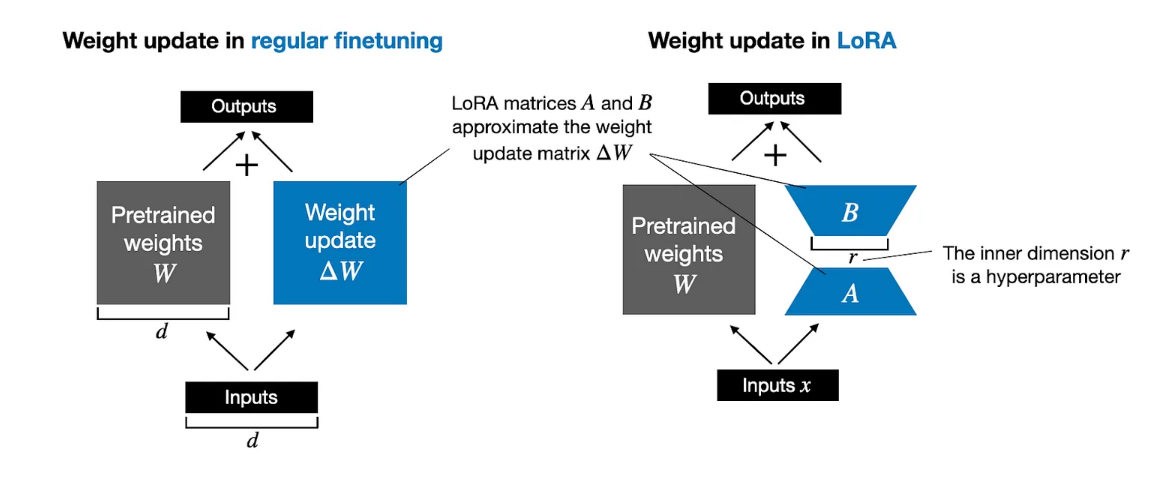 Weight update in regular finetuning
Outputs
+
Pretrained
weights
W
Weight
update
ΔW
d
Inputs
d
LoRA matrices A and B
approximate the weight
update matrix ΔW
Weight update in LoRA
Outputs
+
Pretrained
weights
W
B
r
A
The inner dimension r
is a hyperparameter
Inputs x